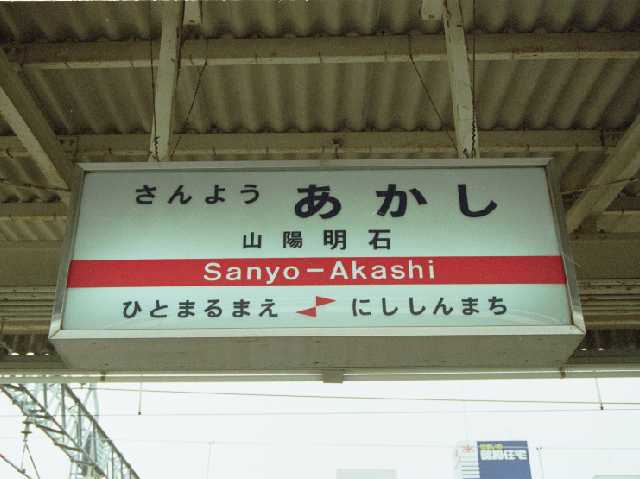 さんよう あかし
山陽明石
Sanyo-Akashi
ひとまるまえ にししんまち